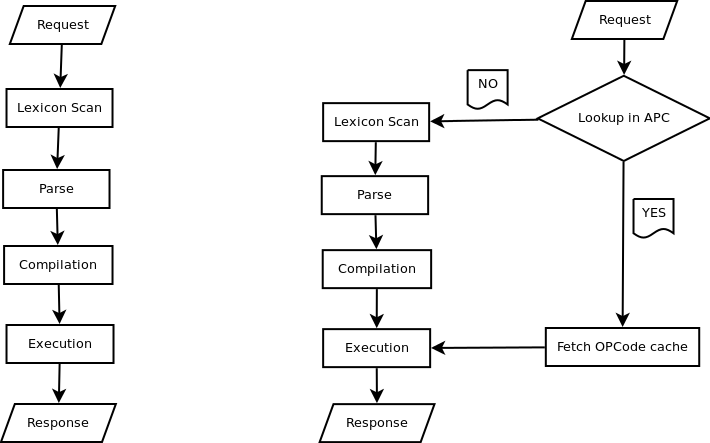 Request
Lexicon Scan
Parse
Compilation
Execution
Response
Request
Lookup in APC
NO
YES
Lexicon Scan
Parse
Compilation
Execution
Fetch OPCode cache
Response